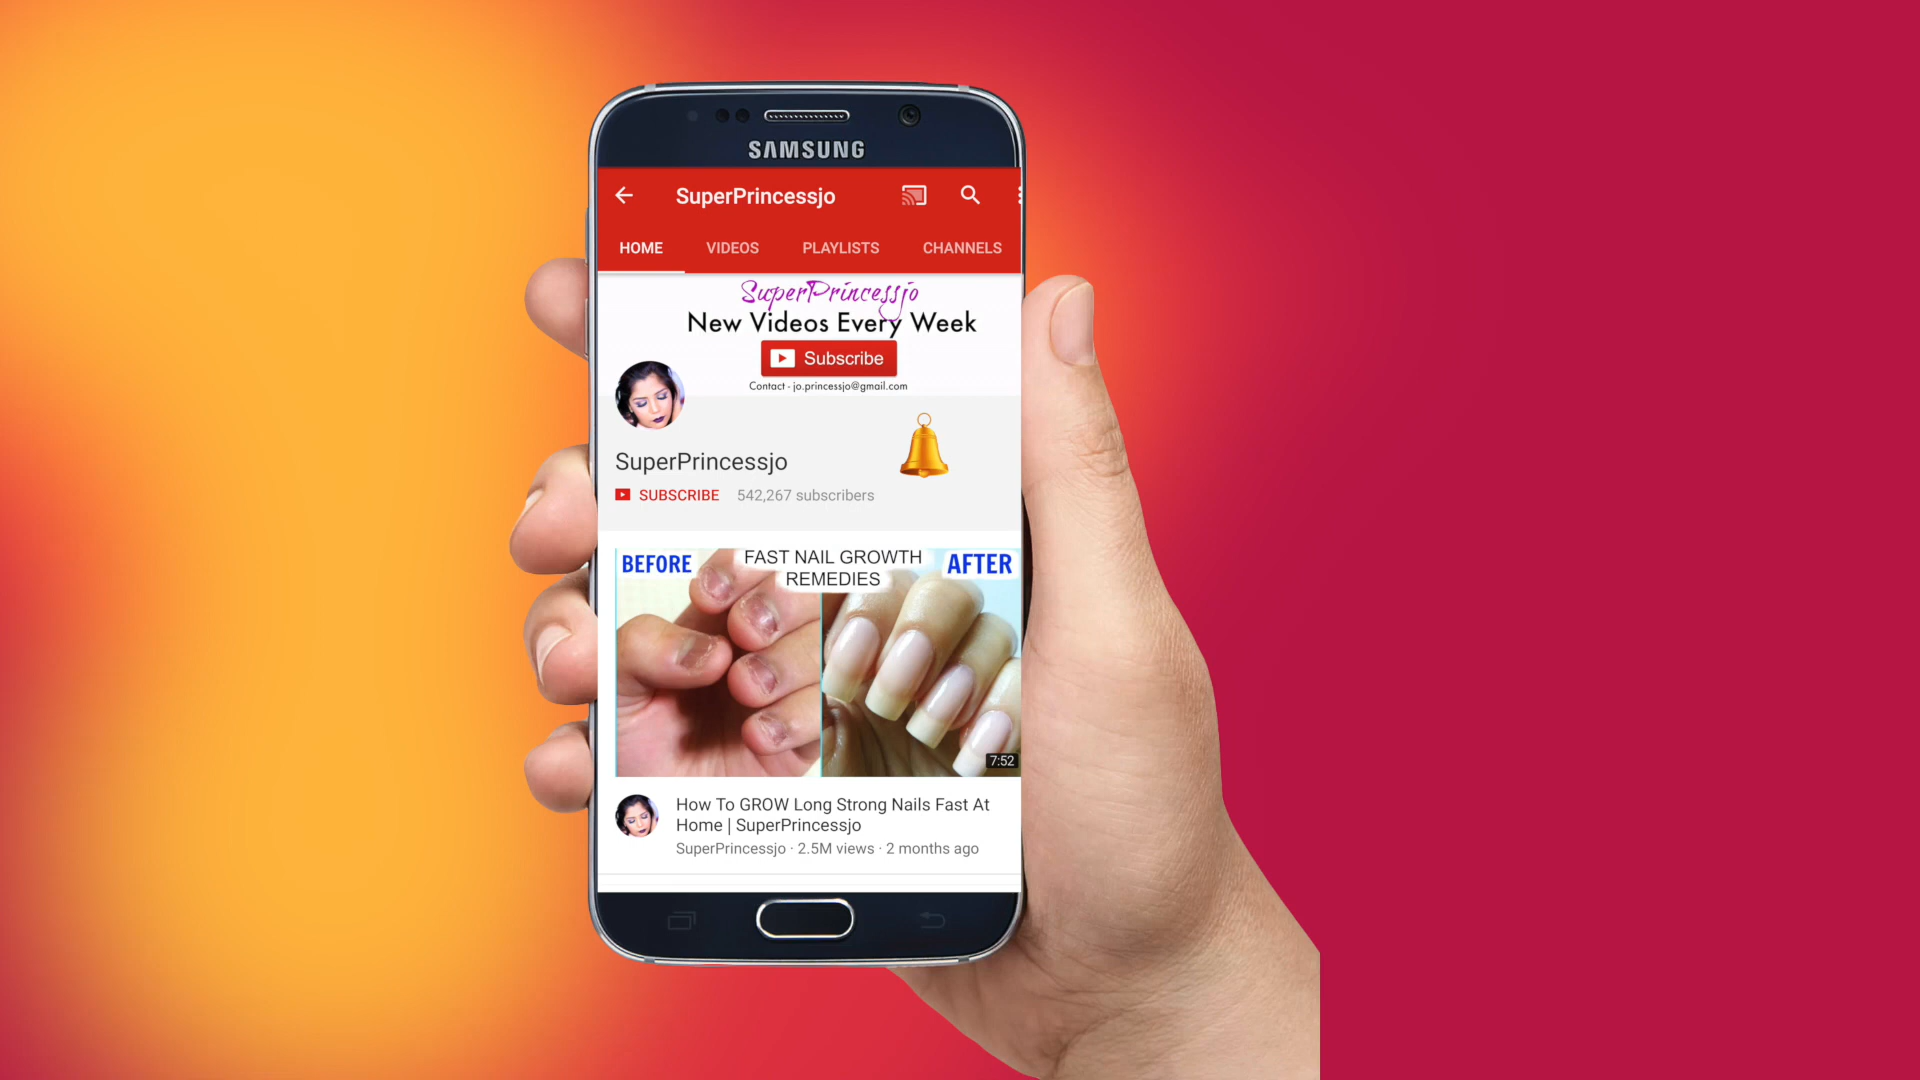 SAMSUNG
SuperPrincessjo
HOME VIDEOS PLAYLISTS CHANNELS
SuperPrincessjo
New Videos Every Week
Subscribe
Contact - jo.princessjo@gmail.com
SuperPrincessjo
SUBSCRIBE 542,267 subscribers
BEFORE FAST NAIL GROWTH AFTER
REMEDIES
7:52
How To GROW Long Strong Nails Fast At
Home | SuperPrincessjo
SuperPrincessjo · 2.5M views · 2 months ago